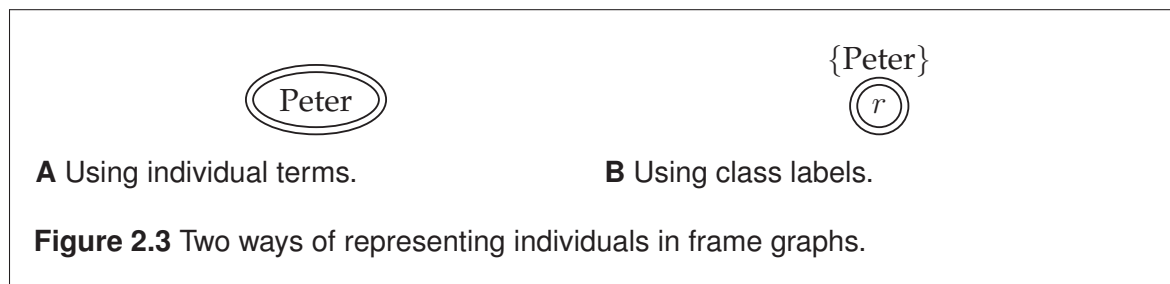 {Peter}
Peter
r
A Using individual terms.
B Using class labels.
Figure 2.3 Two ways of representing individuals in frame graphs.